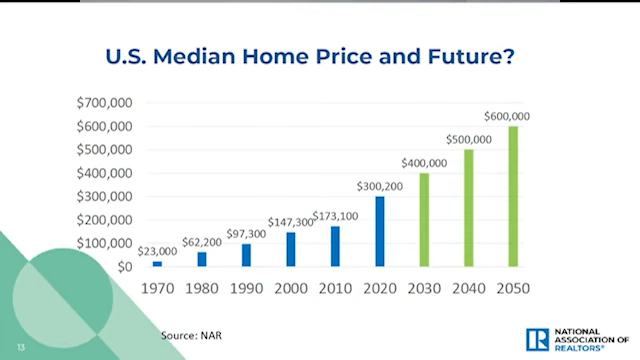 U.S. Median Home Price and Future?
$700,000
$600,000
$500,000
$400,000
$300,000
$200,000
$100,000
$0
$23,000
$62,200
$97,300
$147,300
$173,100
$300,200
$400,000
$500,000
$600,000
1970 1980 1990 2000 2010 2020 2030 2040 2050
Source: NAR
13
R
NATIONAL
ASSOCIATION OF
REALTORS®